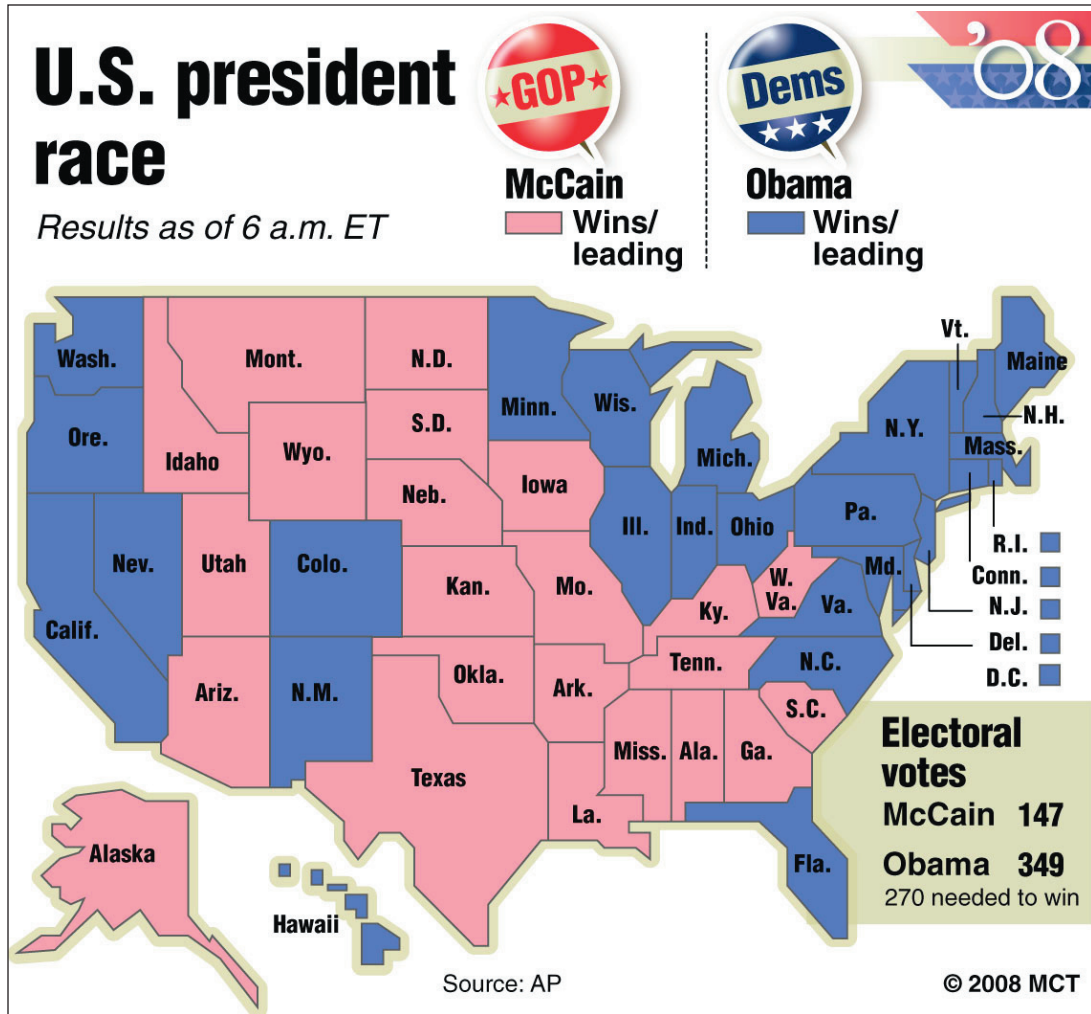 U.S. president
race
Results as of 6 a.m. ET
GOP
McCain
Wins/
leading
Dems
Obama
Wins/
leading
'08
Wash.
Ore.
Calif.
Nev.
Idaho
Mont.
Wyo.
Utah
Ariz.
Colo.
N.M.
N.D.
S.D.
Neb.
Kan.
Okla.
Texas
Minn.
Iowa
Mo.
Ark.
La.
Wis.
Ill.
Mich.
Ind.
Ohio
Ky.
Tenn.
Miss.
Ala.
Ga.
Fla.
S.C.
N.C.
Va.
W.
Va.
Md.
Pa.
N.Y.
Vt.
Maine
N.H.
Mass.
R.I.
Conn.
N.J.
Del.
D.C.
Alaska
Hawaii
Electoral
votes
McCain 147
Obama 349
270 needed to win
Source: AP
© 2008 MCT